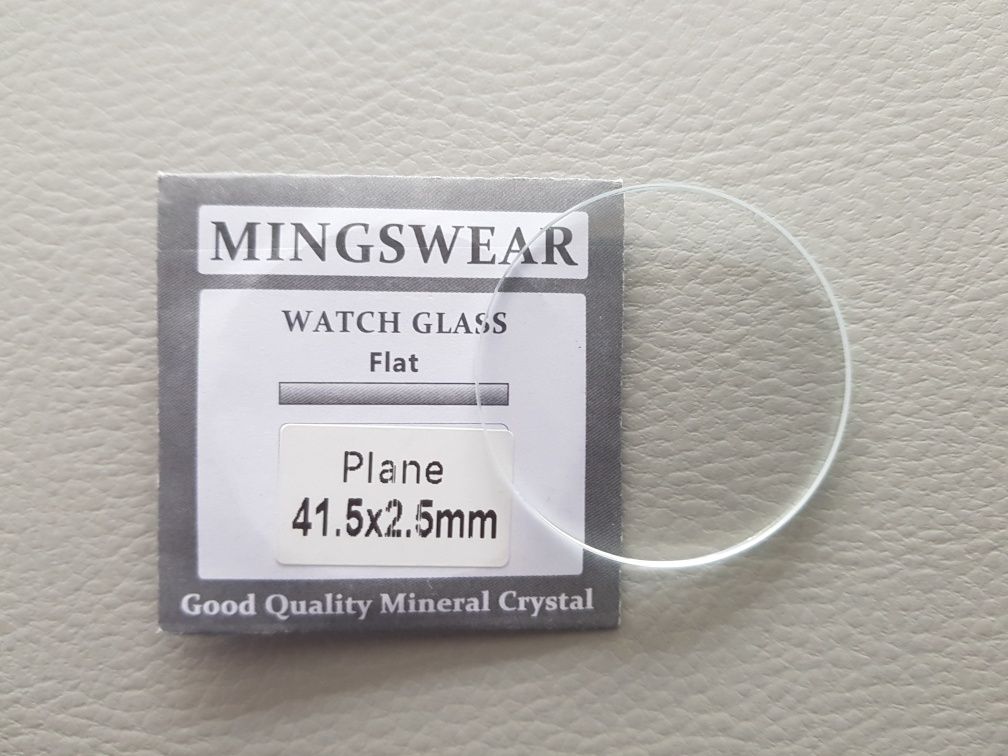 MINGSWEAR
WATCH GLASS
Flat
Plane
41.5x2.5mm
Good Quality Mineral Crystal